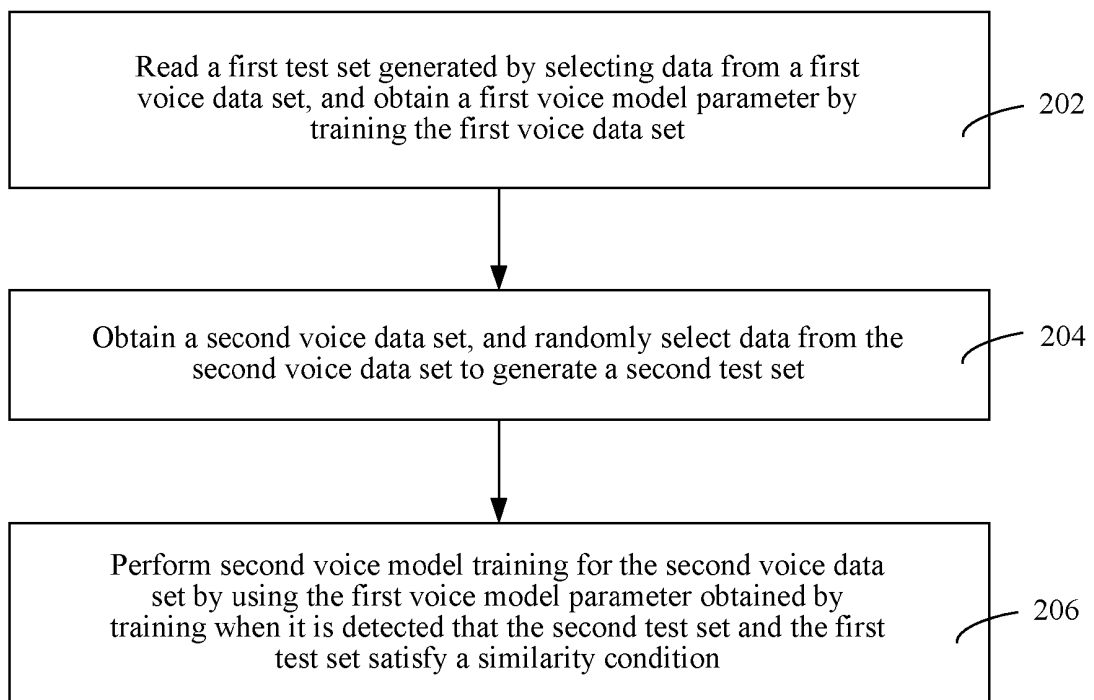 Read a first test set generated by selecting data from a first
voice data set, and obtain a first voice model parameter by
training the first voice data set
202
Obtain a second voice data set, and randomly select data from the
second voice data set to generate a second test set
204
Perform second voice model training for the second voice data
set by using the first voice model parameter obtained by
training when it is detected that the second test set and the first
test set satisfy a similarity condition
206